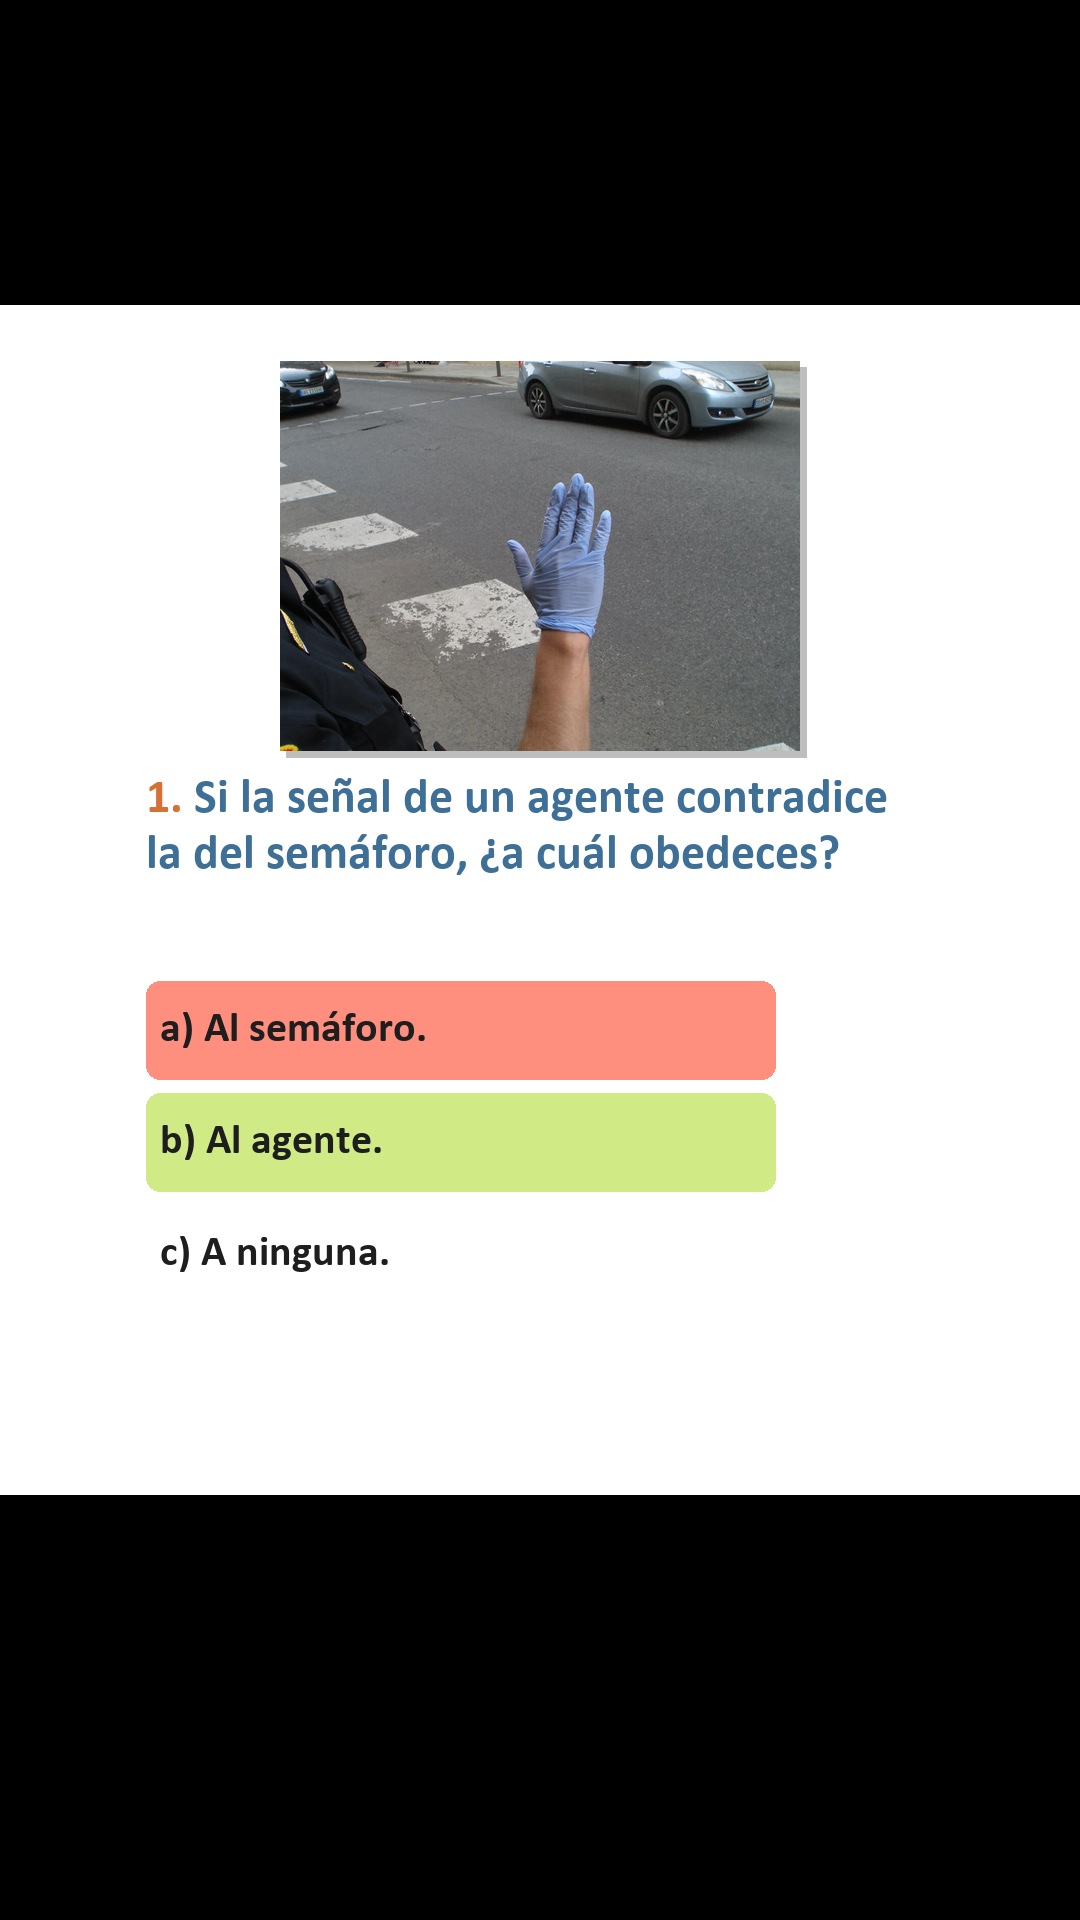 1. Si la señal de un agente contradice
la del semáforo, ¿a cuál obedeces?
a) Al semáforo.
b) Al agente.
c) A ninguna.